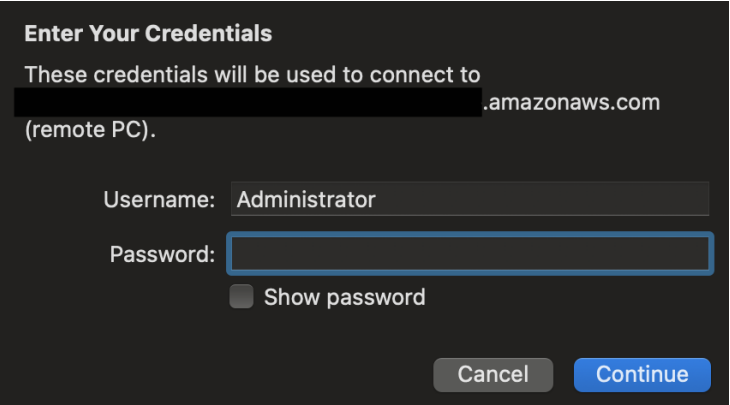 Enter Your Credentials
These credentials will be used to connect to
.amazonaws.com
(remote PC).
Username: Administrator
Password:
Show password
Cancel Continue